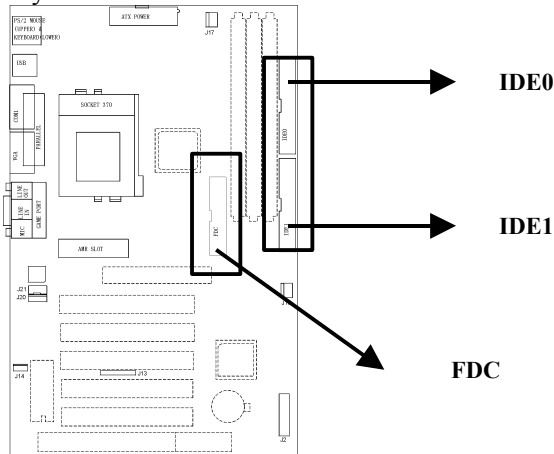 PS/2 MOUSE
(UPPER) &
KEYBOARD(LOWER)
ATX POWER
J17
USB
IDE0
COM1
PARALLEL
SOCKET 370
IDE0
VGA
LINE
OUT
LINE
IN
MIC
GAME PORT
FDC
IDE1
IDE1
AMR SLOT
J21
J20
FDC
J14
J13
J2